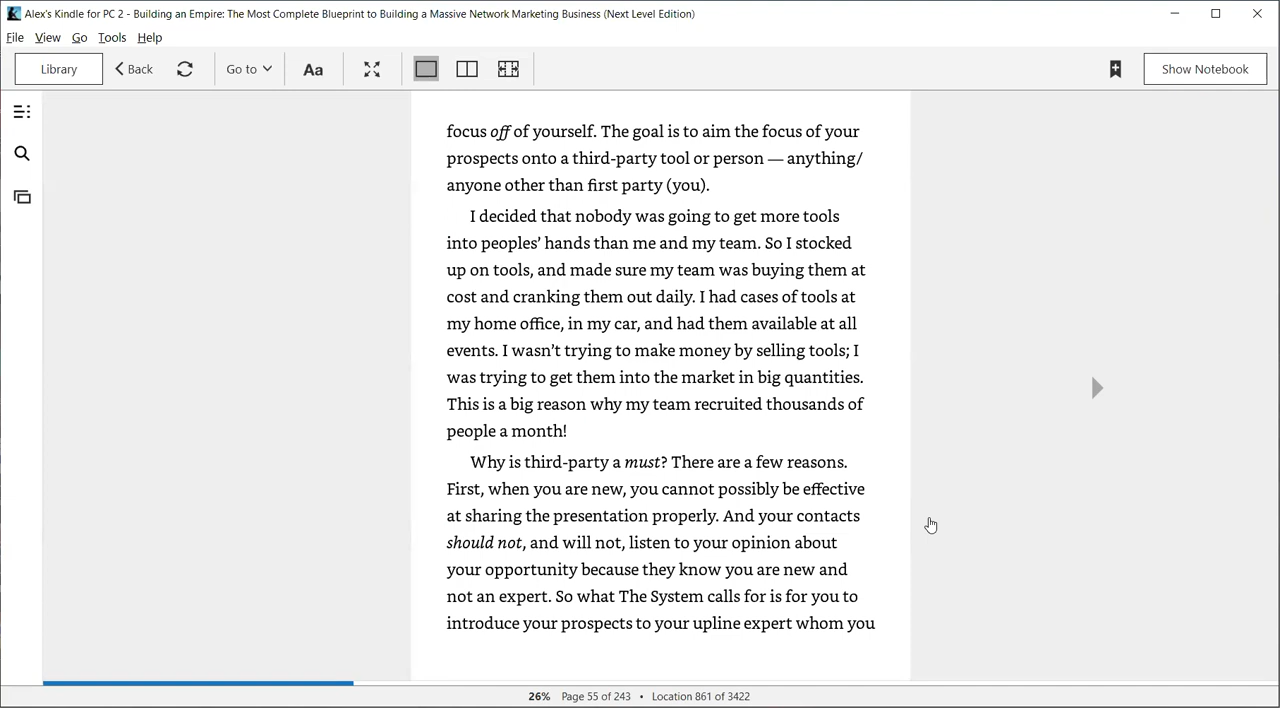 Alex's Kindle for PC 2 - Building an Empire: The Most Complete Blueprint to Building a Massive Network Marketing Business (Next Level Edition)
File View Go Tools Help
Library Back Go to Aa Show Notebook
focus off of yourself. The goal is to aim the focus of your
prospects onto a third-party tool or person — anything/
anyone other than first party (you).
I decided that nobody was going to get more tools
into peoples’ hands than me and my team. So I stocked
up on tools, and made sure my team was buying them at
cost and cranking them out daily. I had cases of tools at
my home office, in my car, and had them available at all
events. I wasn’t trying to make money by selling tools; I
was trying to get them into the market in big quantities.
This is a big reason why my team recruited thousands of
people a month!
Why is third-party a must? There are a few reasons.
First, when you are new, you cannot possibly be effective
at sharing the presentation properly. And your contacts
should not, and will not, listen to your opinion about
your opportunity because they know you are new and
not an expert. So what The System calls for is for you to
introduce your prospects to your upline expert whom you
26% Page 55 of 243 • Location 861 of 3422